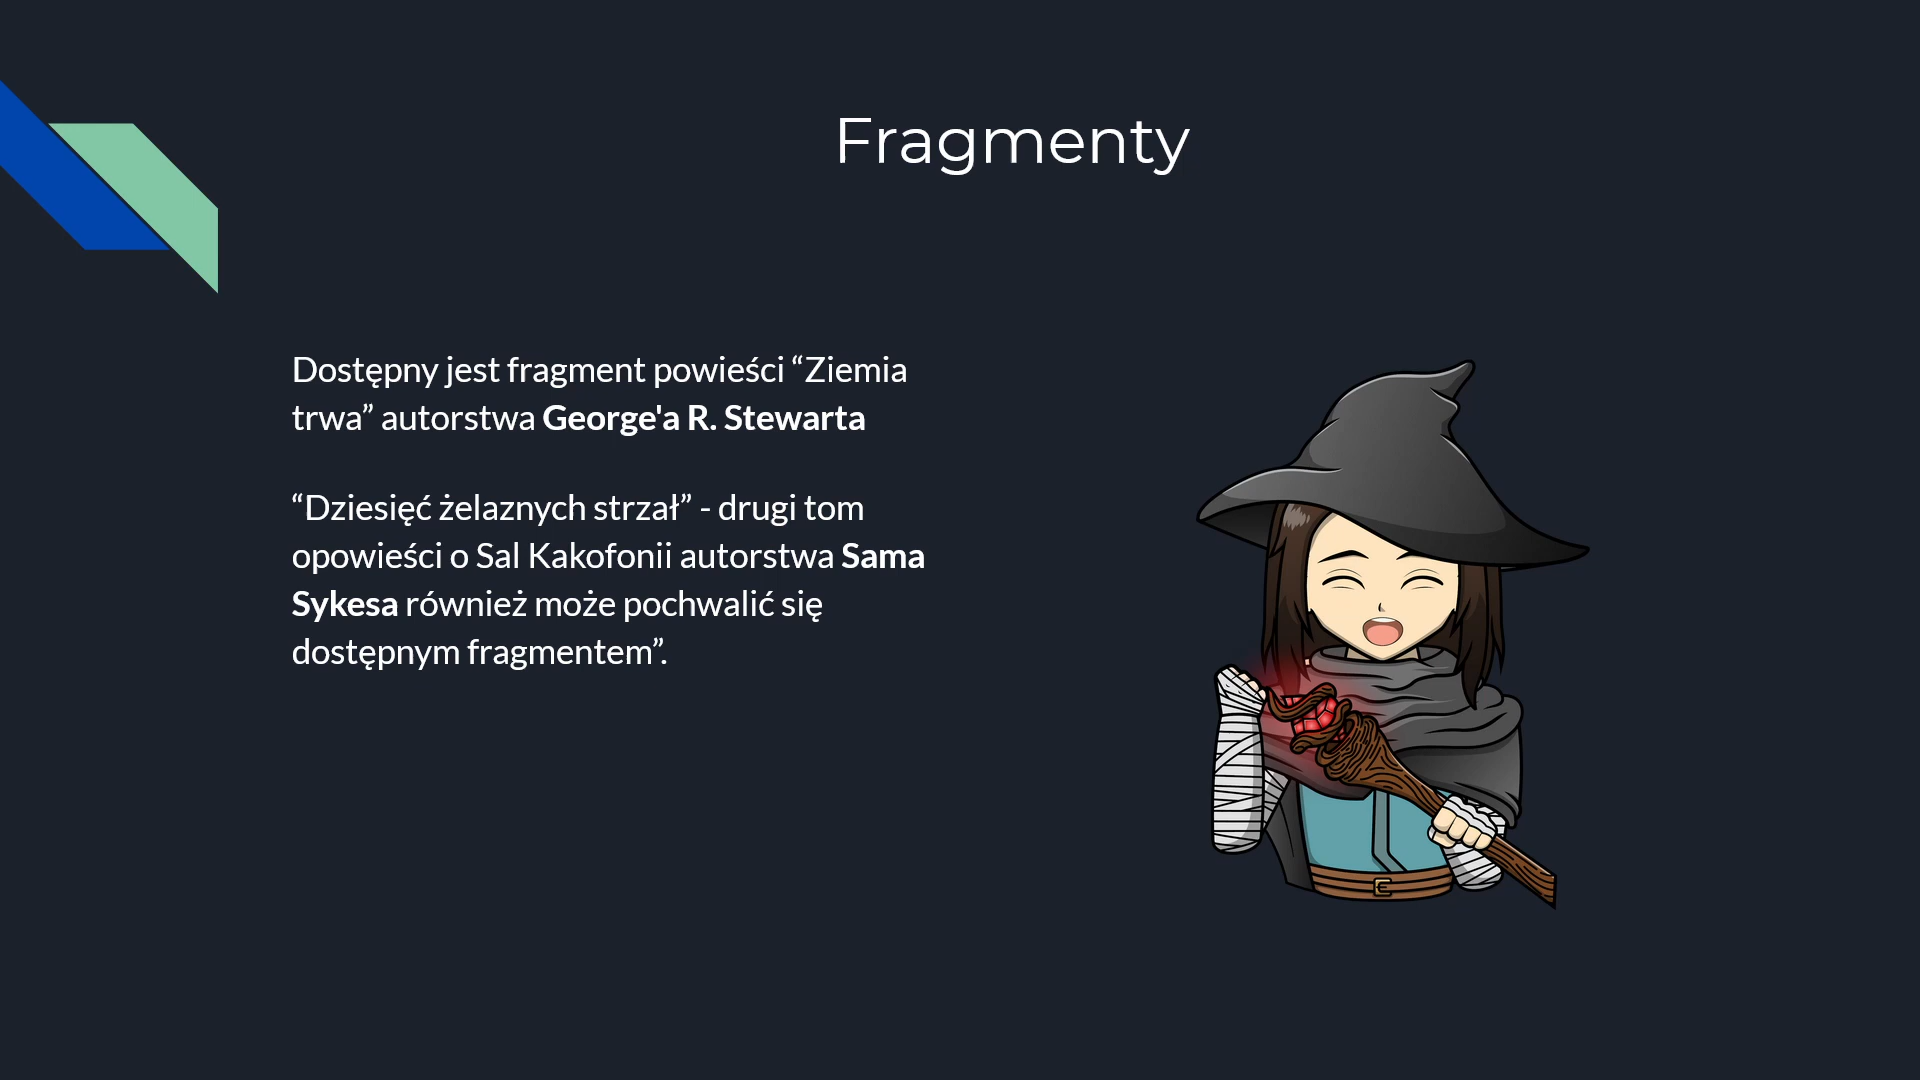 Fragmenty
Dostępny jest fragment powieści “Ziemia
trwa” autorstwa George'a R. Stewarta
“Dziesięć żelaznych strzał” - drugi tom
opowieści o Sal Kakofonii autorstwa Sama
Sykesa również może pochwalić się
dostępnym fragmentem”.